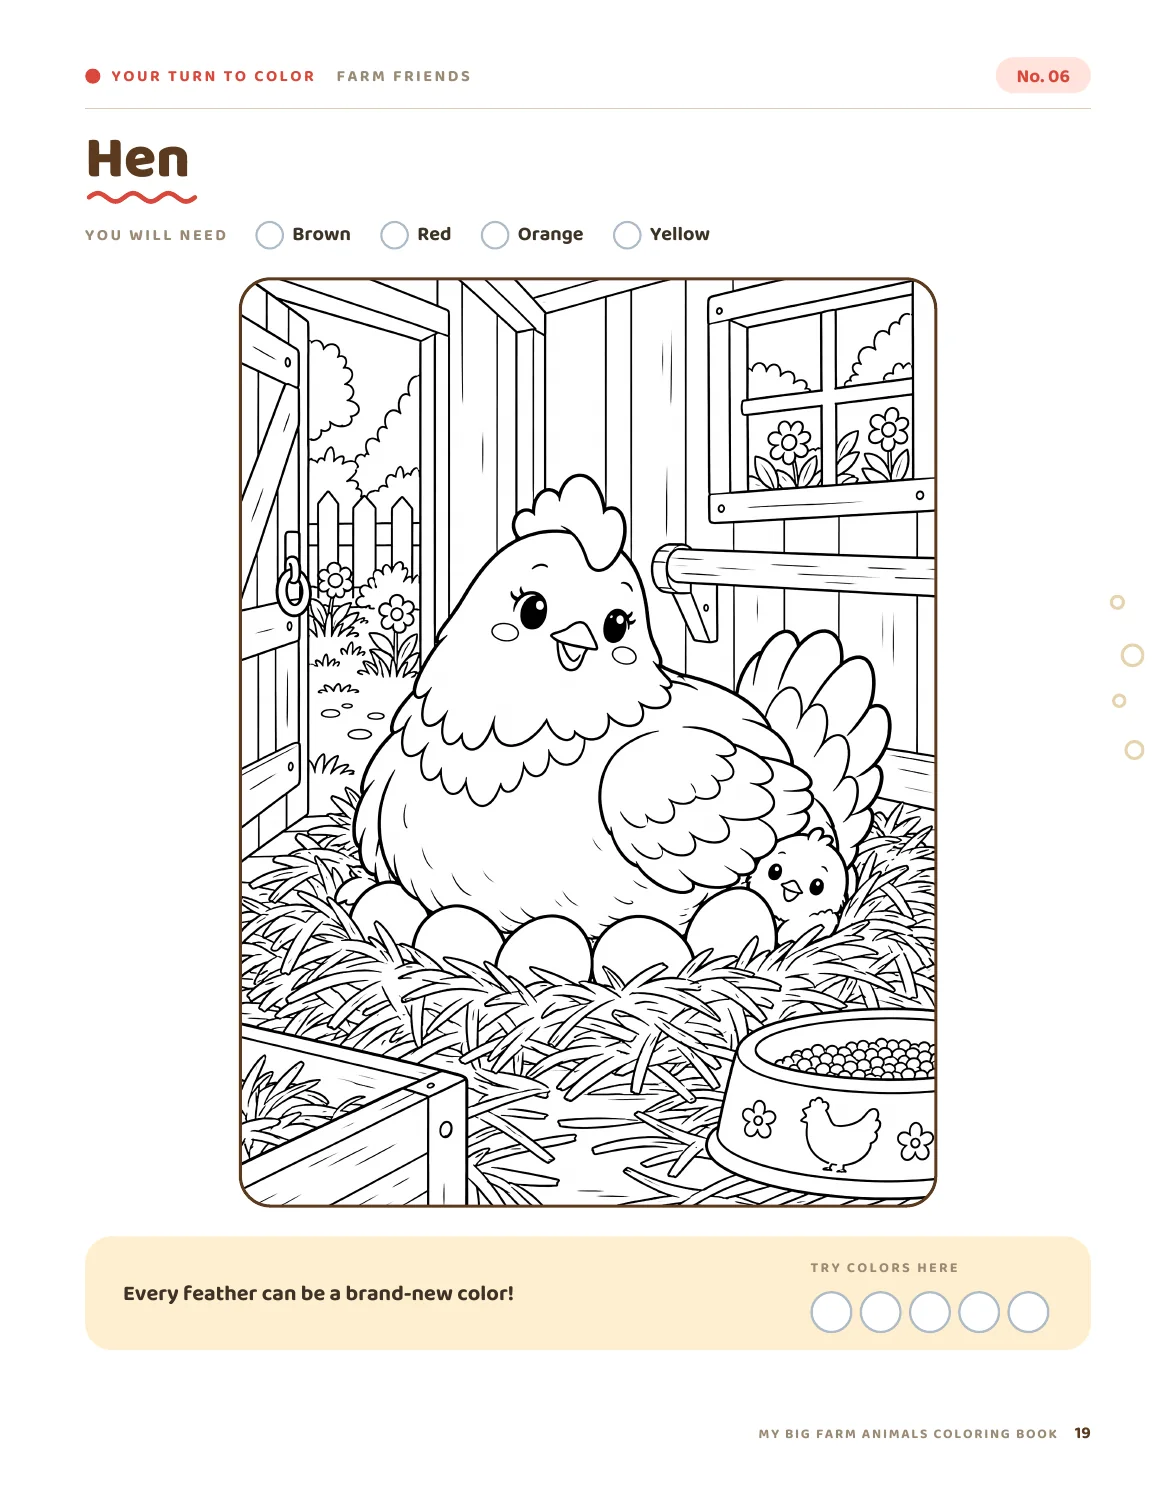 YOUR TURN TO COLOR FARM FRIENDS No. 06
Hen
YOU WILL NEED Brown Red Orange Yellow
TRY COLORS HERE
Every feather can be a brand-new color!
MY BIG FARM ANIMALS COLORING BOOK 19